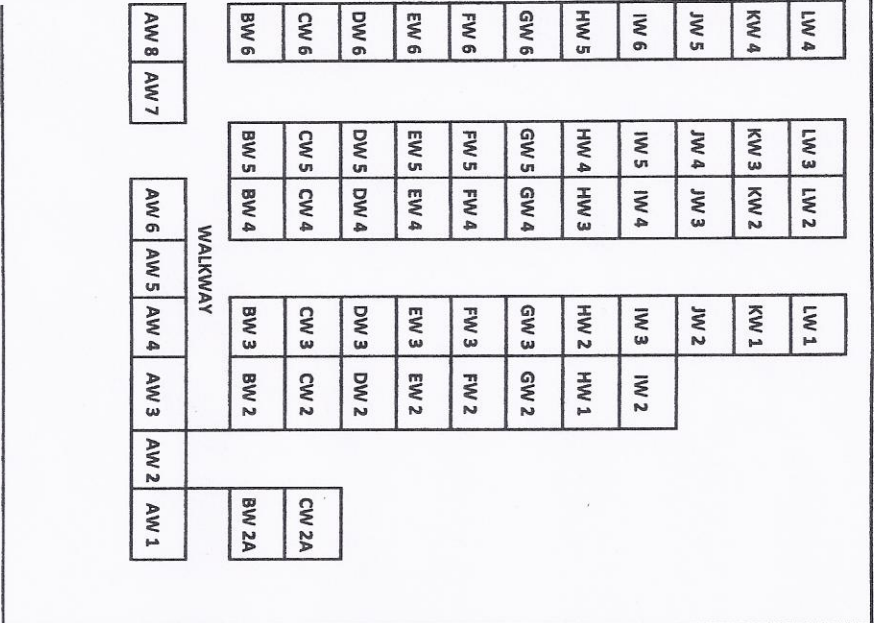 LW 4 LW 3 LW 2 LW 1
KW 4 KW 3 KW 2 KW 1
JW 5 JW 4 JW 3 JW 2
IW 6 IW 5 IW 4 IW 3 IW 2
HW 5 HW 4 HW 3 HW 2 HW 1
GW 6 GW 5 GW 4 GW 3 GW 2
FW 6 FW 5 FW 4 FW 3 FW 2
EW 6 EW 5 EW 4 EW 3 EW 2
DW 6 DW 5 DW 4 DW 3 DW 2
CW 6 CW 5 CW 4 CW 3 CW 2 CW 2A
BW 6 BW 5 BW 4 BW 3 BW 2 BW 2A
WALKWAY
AW 8 AW 7 AW 6 AW 5 AW 4 AW 3 AW 2 AW 1